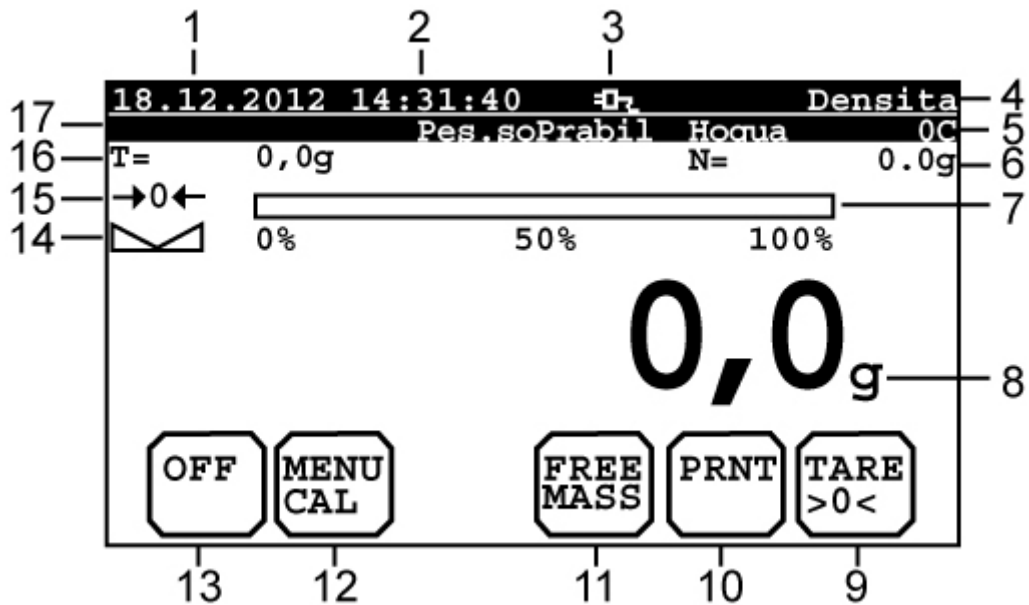 1 2 3
18.12.2012 14:31:40 Densita 4
17 Pes.soPrabil Hoqua 0C 5
16 T= 0,0g N= 0.0g 6
15 →0← 7
14 0% 50% 100%
0,0g 8
OFF MENU FREE PRNT TARE
CAL MASS >0<
13 12 11 10 9